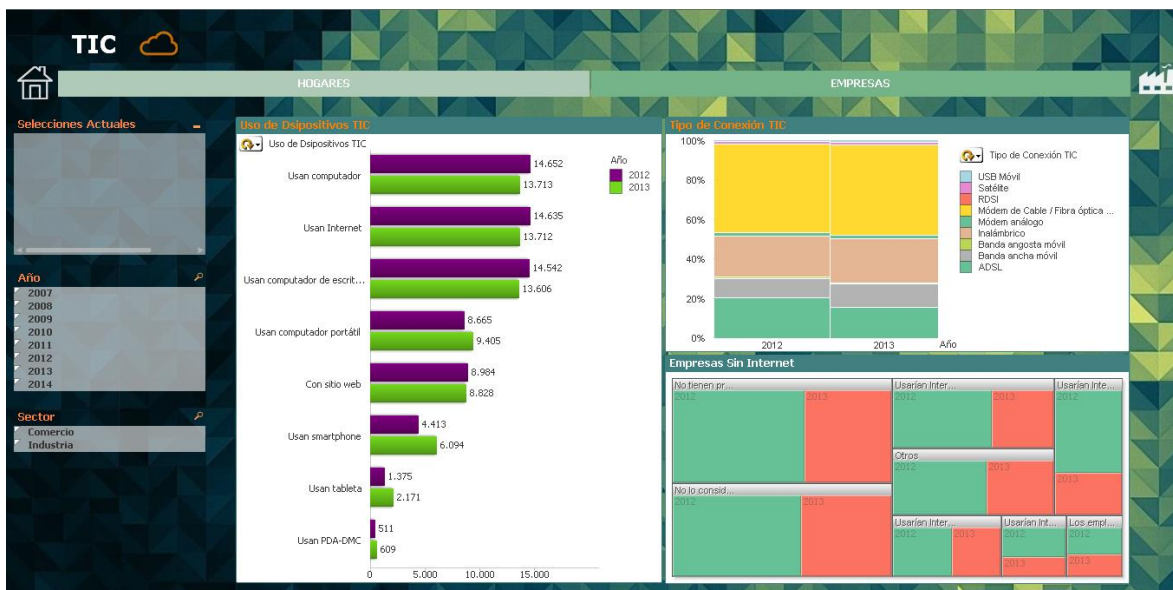 TIC
HOGARES
EMPRESAS
Selecciones Actuales
Año
2007
2008
2009
2010
2011
2012
2013
2014
Sector
Comercio
Industria
Uso de Dsipositivos TIC
Uso de Dsipositivos TIC
Año
2012
2013
Usan computador
14.652
13.713
Usan Internet
14.635
13.712
Usan computador de escrit...
14.542
13.606
Usan computador portátil
8.665
9.405
Con sitio web
8.984
8.828
Usan smartphone
4.413
6.094
Usan tableta
1.375
2.171
Usan PDA-DMC
511
609
0 5.000 10.000 15.000
Tipo de Conexión TIC
100%
80%
60%
40%
20%
0%
2012 2013 Año
Tipo de Conexión TIC
USB Móvil
Satélite
RDSI
Módem de Cable / Fibra óptica ...
Módem análogo
Inalámbrico
Banda angosta móvil
Banda ancha móvil
ADSL
Empresas Sin Internet
No tienen pr...
2012 2013
No lo consid...
2012 2013
Usarían Inter...
2012 2013
Usarían Inte...
2012
2013
Otros
2012 2013
Usarían Inter...
2012 2013
Usarían Int...
2012
2013
Los empl...
2012
2013